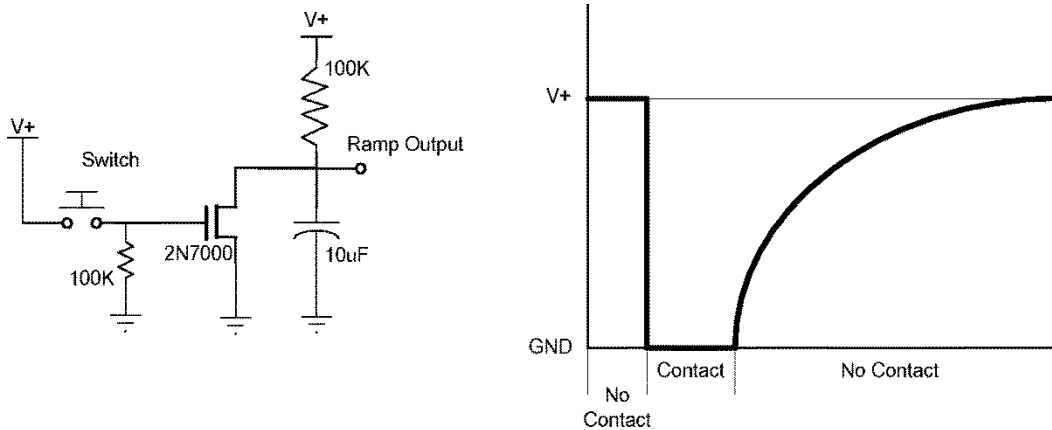 V+
100K
V+
Switch
Ramp Output
2N7000
10uF
100K
V+
GND
Contact
No Contact
No
Contact